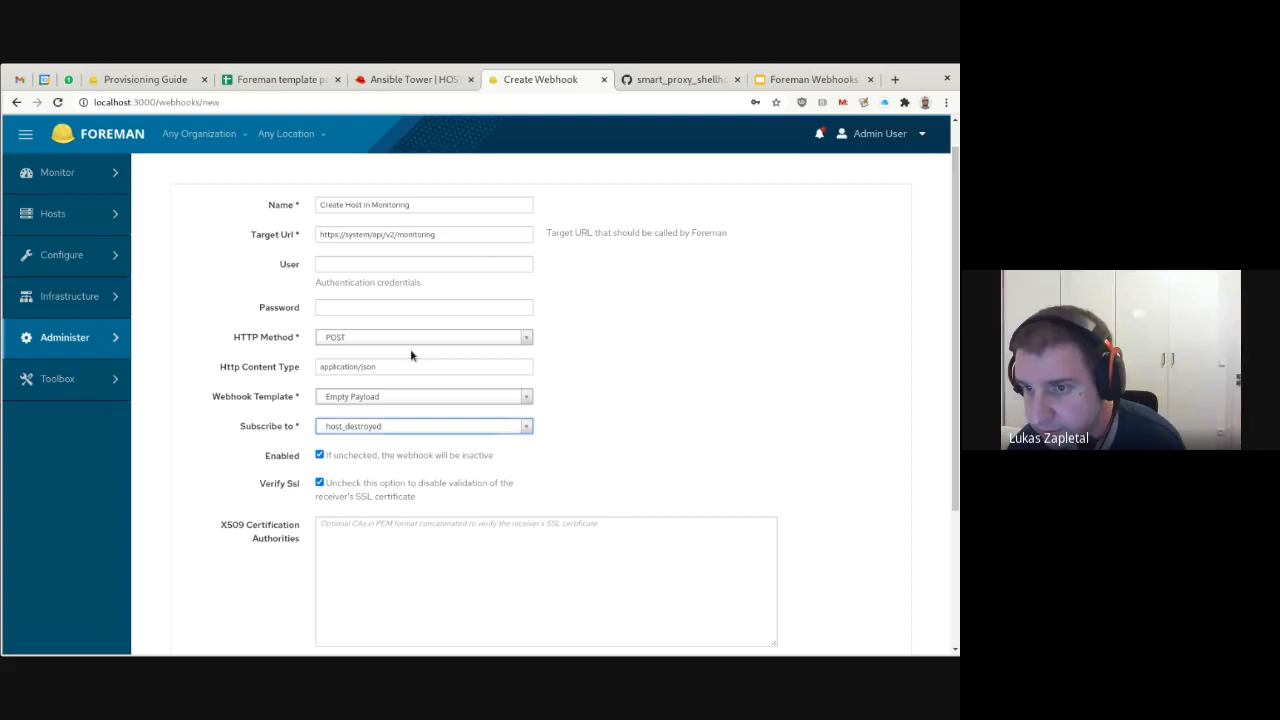 Provisioning Guide
Foreman template pa
Ansible Tower | HOS
Create Webhook
smart_proxy_shellh
Foreman Webhooks
localhost:3000/webhooks/new
FOREMAN
Any Organization
Any Location
Admin User
Monitor
Hosts
Configure
Infrastructure
Administer
Toolbox
Name *
Create Host in Monitoring
Target Url *
https://system/api/v2/monitoring
Target URL that should be called by Foreman
User
Authentication credentials
Password
HTTP Method *
POST
Http Content Type
application/json
Webhook Template *
Empty Payload
Subscribe to *
host_destroyed
Enabled
If unchecked, the webhook will be inactive
Verify Ssl
Uncheck this option to disable validation of the
receiver's SSL certificate
X509 Certification
Authorities
Optional CAs in PEM format concatenated to verify the receiver's SSL certificate
Lukas Zapletal